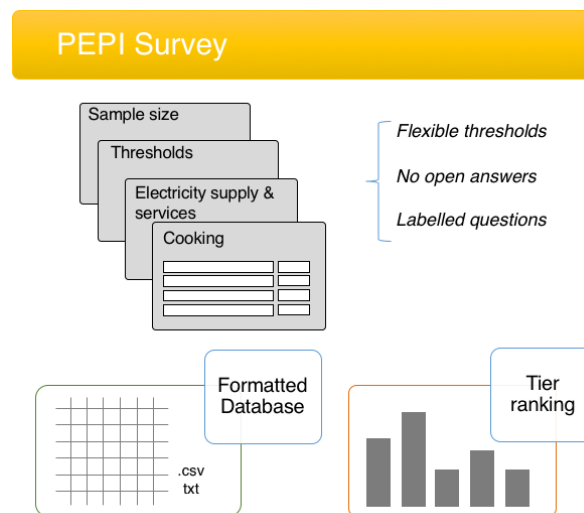 PEPI Survey
Sample size
Thresholds
Electricity supply &
services
Cooking
Flexible thresholds
No open answers
Labelled questions
Formatted
Database
.csv
txt
Tier
ranking